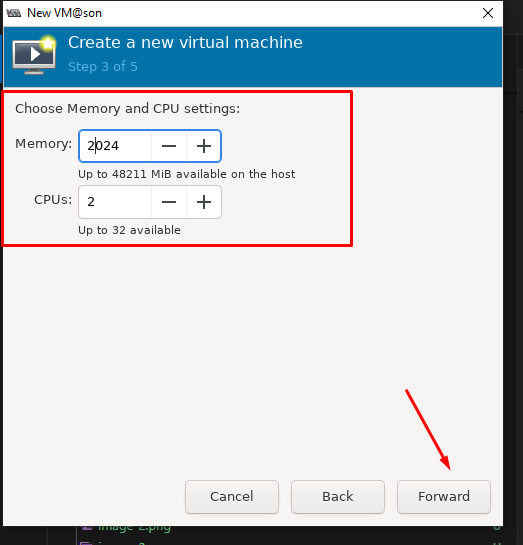 New VM@son
Create a new virtual machine
Step 3 of 5
Choose Memory and CPU settings:
Memory: 2024
Up to 48211 MiB available on the host
CPUs: 2
Up to 32 available
Cancel Back Forward
image-2.png